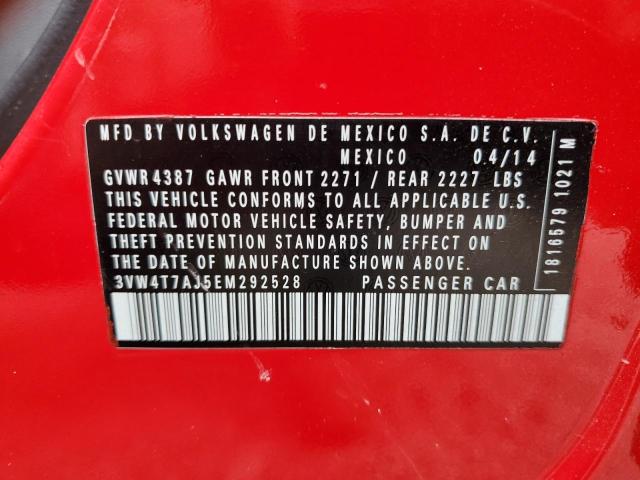 MFD.BY VOLKSWAGEN DE MEXICO S.A. DE C.V.
MEXICO 04/14
GVWR4387 GAWR FRONT 2271 / REAR 2227 LBS
THIS VEHICLE CONFORMS TO ALL APPLICABLE U.S.
FEDERAL MOTOR VEHICLE SAFETY, BUMPER AND
THEFT PREVENTION STANDARDS IN EFFECT ON
THE DATE OF MANUFACTURE SHOWN ABOVE.
3VW4T7AJ5EM292528 PASSENGER CAR
1816579 1021 M